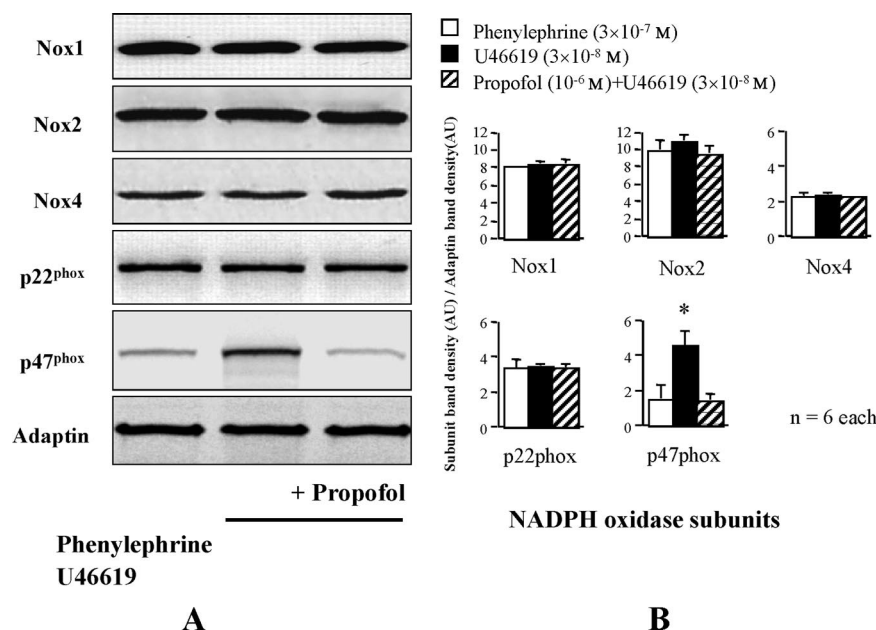 Nox1
Nox2
Nox4
p22phox
p47phox
Adaptin
+ Propofol
Phenylephrine
U46619
A
Phenylephrine (3×10-7 M)
U46619 (3×10-8 M)
Propofol (10-6 M)+U46619 (3×10-8 M)
Subunit band density (AU) / Adaptin band density(AU)
12
10
8
6
4
2
0
Nox1
12
10
8
6
4
2
0
Nox2
6
4
2
0
Nox4
6
4
2
0
p22phox
6
4
2
0
*
p47phox
n = 6 each
NADPH oxidase subunits
B